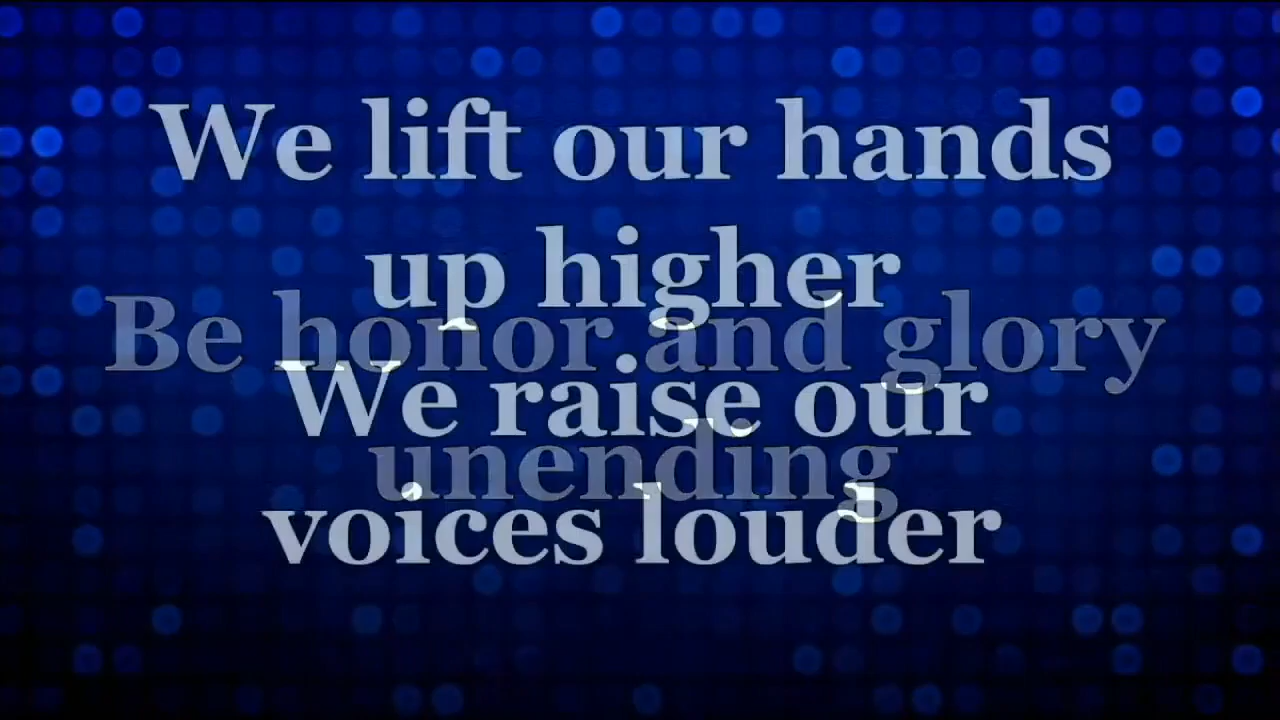 We lift our hands
up higher
Be honor and glory
We raise our
unending
voices louder